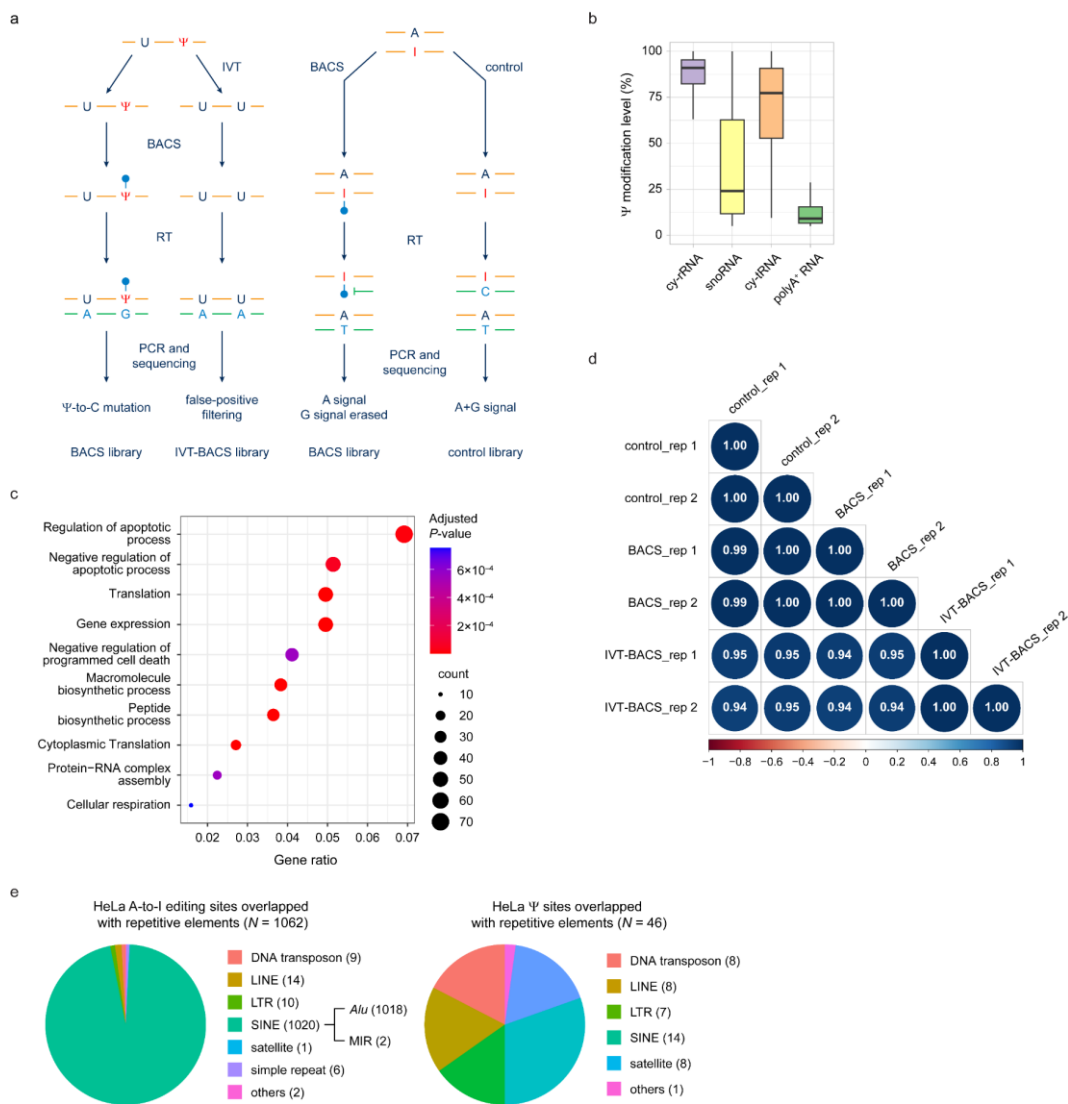 a
U Ψ
IVT
U Ψ U U
BACS
U Ψ U U
RT
U Ψ U U
A G A A
PCR and
sequencing
Ψ-to-C mutation
false-positive
filtering
BACS library
IVT-BACS library
A
I
BACS
control
A A
I I
RT
I I
C
A A
T T
PCR and
sequencing
A signal
G signal erased
A+G signal
BACS library
control library
b
Ψ modification level (%)
100
75
50
25
0
cy-rRNA
snoRNA
cy-tRNA
polyA⁺ RNA
c
Regulation of apoptotic
process
Negative regulation of
apoptotic process
Translation
Gene expression
Negative regulation of
programmed cell death
Macromolecule
biosynthetic process
Peptide
biosynthetic process
Cytoplasmic Translation
Protein−RNA complex
assembly
Cellular respiration
0.02 0.03 0.04 0.05 0.06 0.07
Gene ratio
Adjusted
P-value
6×10⁻⁴
4×10⁻⁴
2×10⁻⁴
count
10
20
30
40
50
60
70
d
control_rep 1
control_rep 2
BACS_rep 1
BACS_rep 2
IVT-BACS_rep 1
IVT-BACS_rep 2
control_rep 1 1.00
control_rep 2 1.00 1.00
BACS_rep 1 0.99 1.00 1.00
BACS_rep 2 0.99 1.00 1.00 1.00
IVT-BACS_rep 1 0.95 0.95 0.94 0.95 1.00
IVT-BACS_rep 2 0.94 0.95 0.94 0.94 1.00 1.00
−1 −0.8 −0.6 −0.4 −0.2 0 0.2 0.4 0.6 0.8 1
e
HeLa A-to-I editing sites overlapped
with repetitive elements (N = 1062)
DNA transposon (9)
LINE (14)
LTR (10)
SINE (1020)
Alu (1018)
MIR (2)
satellite (1)
simple repeat (6)
others (2)
HeLa Ψ sites overlapped
with repetitive elements (N = 46)
DNA transposon (8)
LINE (8)
LTR (7)
SINE (14)
satellite (8)
others (1)